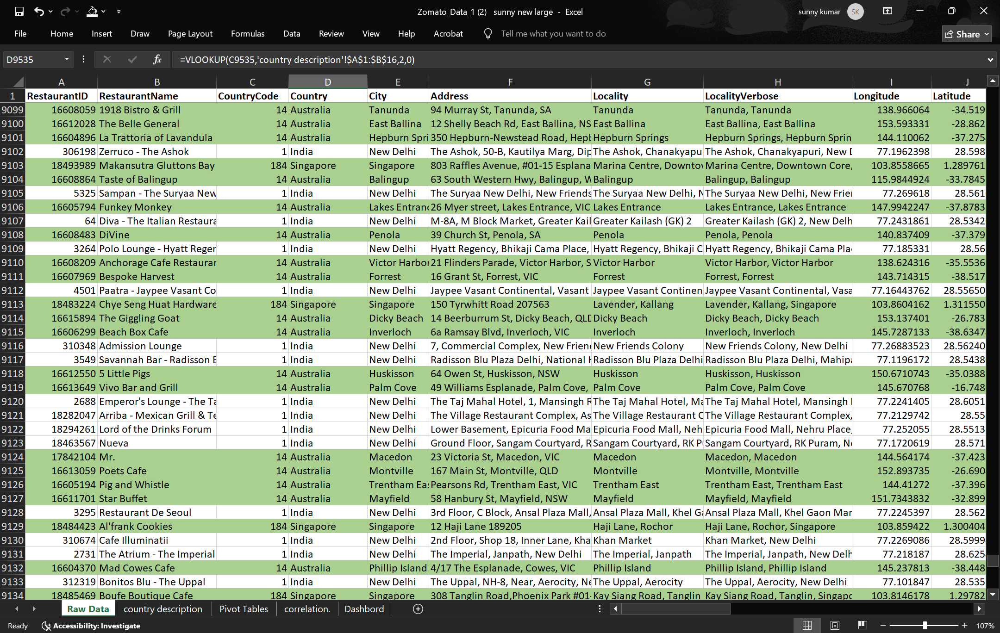 Zomato_Data_1 (2)   sunny new large  -  Excel
sunny kumar SK
File Home Insert Draw Page Layout Formulas Data Review View Help Acrobat Tell me what you want to do Share
D9535 fx =VLOOKUP(C9535,'country description'!$A$1:$B$16,2,0)
A B C D E F G H I J
1 RestaurantID RestaurantName CountryCode Country City Address Locality LocalityVerbose Longitude Latitude
9099 16608059 1918 Bistro & Grill 14 Australia Tanunda 94 Murray St, Tanunda, SA Tanunda Tanunda, Tanunda 138.966064 -34.519
9100 16612028 The Belle General 14 Australia East Ballina 12 Shelly Beach Rd, East Ballina, NS East Ballina East Ballina, East Ballina 153.593331 -28.862
9101 16604896 La Trattoria of Lavandula 14 Australia Hepburn Spri 350 Hepburn-Newstead Road, Hepb Hepburn Springs Hepburn Springs, Hepburn Sprin 144.110062 -37.275
9102 306198 Zerruco - The Ashok 1 India New Delhi The Ashok, 50-B, Kautilya Marg, Dip The Ashok, Chanakyapu The Ashok, Chanakyapuri, New D 77.1962398 28.598
9103 18493989 Makansutra Gluttons Bay 184 Singapore Singapore 803 Raffles Avenue, #01-15 Esplana Marina Centre, Downtow Marina Centre, Downtown Core, 103.8558665 1.289761
9104 16608864 Taste of Balingup 14 Australia Balingup 63 South Western Hwy, Balingup, W Balingup Balingup, Balingup 115.9844924 -33.7845
9105 5325 Sampan - The Suryaa New 1 India New Delhi The Suryaa New Delhi, New Friends The Suryaa New Delhi, N The Suryaa New Delhi, New Frier 77.269618 28.561
9106 16605794 Funkey Monkey 14 Australia Lakes Entranc 26 Myer street, Lakes Entrance, VIC Lakes Entrance Lakes Entrance, Lakes Entrance 147.9942247 -37.8783
9107 64 Diva - The Italian Restaura 1 India New Delhi M-8A, M Block Market, Greater Kail Greater Kailash (GK) 2 Greater Kailash (GK) 2, New Delh 77.2431861 28.5342
9108 16608483 DiVine 14 Australia Penola 39 Church St, Penola, SA Penola Penola, Penola 140.837409 -37.379
9109 3264 Polo Lounge - Hyatt Reger 1 India New Delhi Hyatt Regency, Bhikaji Cama Place, Hyatt Regency, Bhikaji C Hyatt Regency, Bhikaji Cama Pla 77.185331 28.56
9110 16608209 Anchorage Cafe Restaurar 14 Australia Victor Harbor 21 Flinders Parade, Victor Harbor, S Victor Harbor Victor Harbor, Victor Harbor 138.624316 -35.5536
9111 16607969 Bespoke Harvest 14 Australia Forrest 16 Grant St, Forrest, VIC Forrest Forrest, Forrest 143.714315 -38.517
9112 4501 Paatra - Jaypee Vasant Co 1 India New Delhi Jaypee Vasant Continental, Vasant Jaypee Vasant Continen Jaypee Vasant Continental, Vasa 77.16443762 28.55650
9113 18483224 Chye Seng Huat Hardware 184 Singapore Singapore 150 Tyrwhitt Road 207563 Lavender, Kallang Lavender, Kallang, Singapore 103.8604162 1.311550
9114 16615894 The Giggling Goat 14 Australia Dicky Beach 14 Beerburrum St, Dicky Beach, QLD Dicky Beach Dicky Beach, Dicky Beach 153.137401 -26.783
9115 16606299 Beach Box Cafe 14 Australia Inverloch 6a Ramsay Blvd, Inverloch, VIC Inverloch Inverloch, Inverloch 145.7287133 -38.6347
9116 310348 Admission Lounge 1 India New Delhi 7, Commercial Complex, New Frienc New Friends Colony New Friends Colony, New Delhi 77.26883523 28.56240
9117 3549 Savannah Bar - Radisson B 1 India New Delhi Radisson Blu Plaza Delhi, National H Radisson Blu Plaza Delhi Radisson Blu Plaza Delhi, Mahipa 77.1196172 28.5438
9118 16612550 5 Little Pigs 14 Australia Huskisson 64 Owen St, Huskisson, NSW Huskisson Huskisson, Huskisson 150.6710743 -35.0388
9119 16613649 Vivo Bar and Grill 14 Australia Palm Cove 49 Williams Esplanade, Palm Cove, Palm Cove Palm Cove, Palm Cove 145.670768 -16.748
9120 2688 Emperor's Lounge - The Ta 1 India New Delhi The Taj Mahal Hotel, 1, Mansingh R The Taj Mahal Hotel, Ma The Taj Mahal Hotel, Mansingh 77.2241405 28.6051
9121 18282047 Arriba - Mexican Grill & Te 1 India New Delhi The Village Restaurant Complex, As The Village Restaurant C The Village Restaurant Complex, 77.2129742 28.55
9122 18294261 Lord of the Drinks Forum 1 India New Delhi Lower Basement, Epicuria Food Ma Epicuria Food Mall, Neh Epicuria Food Mall, Nehru Place, 77.252055 28.5513
9123 18463567 Nueva 1 India New Delhi Ground Floor, Sangam Courtyard, R Sangam Courtyard, RK P Sangam Courtyard, RK Puram, Ne 77.1720619 28.571
9124 17842104 Mr. 14 Australia Macedon 23 Victoria St, Macedon, VIC Macedon Macedon, Macedon 144.564174 -37.423
9125 16613059 Poets Cafe 14 Australia Montville 167 Main St, Montville, QLD Montville Montville, Montville 152.893735 -26.690
9126 16605194 Pig and Whistle 14 Australia Trentham Eas Pearsons Rd, Trentham East, VIC Trentham East Trentham East, Trentham East 144.41272 -37.396
9127 16611701 Star Buffet 14 Australia Mayfield 58 Hanbury St, Mayfield, NSW Mayfield Mayfield, Mayfield 151.7343832 -32.899
9128 3295 Restaurant De Seoul 1 India New Delhi 3rd Floor, C Block, Ansal Plaza Mall, Ansal Plaza Mall, Khel Ga Ansal Plaza Mall, Khel Gaon Mar 77.2245397 28.562
9129 18484423 Al'frank Cookies 184 Singapore Singapore 12 Haji Lane 189205 Haji Lane, Rochor Haji Lane, Rochor, Singapore 103.859422 1.300404
9130 310674 Cafe Illuminatii 1 India New Delhi 2nd Floor, Shop 18, Inner Lane, Kha Khan Market Khan Market, New Delhi 77.2269086 28.5999
9131 2731 The Atrium - The Imperial 1 India New Delhi The Imperial, Janpath, New Delhi The Imperial, Janpath The Imperial, Janpath, New Delh 77.218187 28.625
9132 16604370 Mad Cowes Cafe 14 Australia Phillip Island 4/17 The Esplanade, Cowes, VIC Phillip Island Phillip Island, Phillip Island 145.237813 -38.448
9133 312319 Bonitos Blu - The Uppal 1 India New Delhi The Uppal, NH-8, Near, Aerocity, Ne The Uppal, Aerocity The Uppal, Aerocity, New Delhi 77.101847 28.535
9134 18485469 Boufe Boutique Cafe 184 Singapore Singapore 308 Tanglin Road,Phoenix Park #01- Kay Siang Road, Tanglin Kay Siang Road, Tanglin, Singapo 103.8146178 1.29782
Raw Data country description Pivot Tables correlation. Dashbord
Ready Accessibility: Investigate 107%